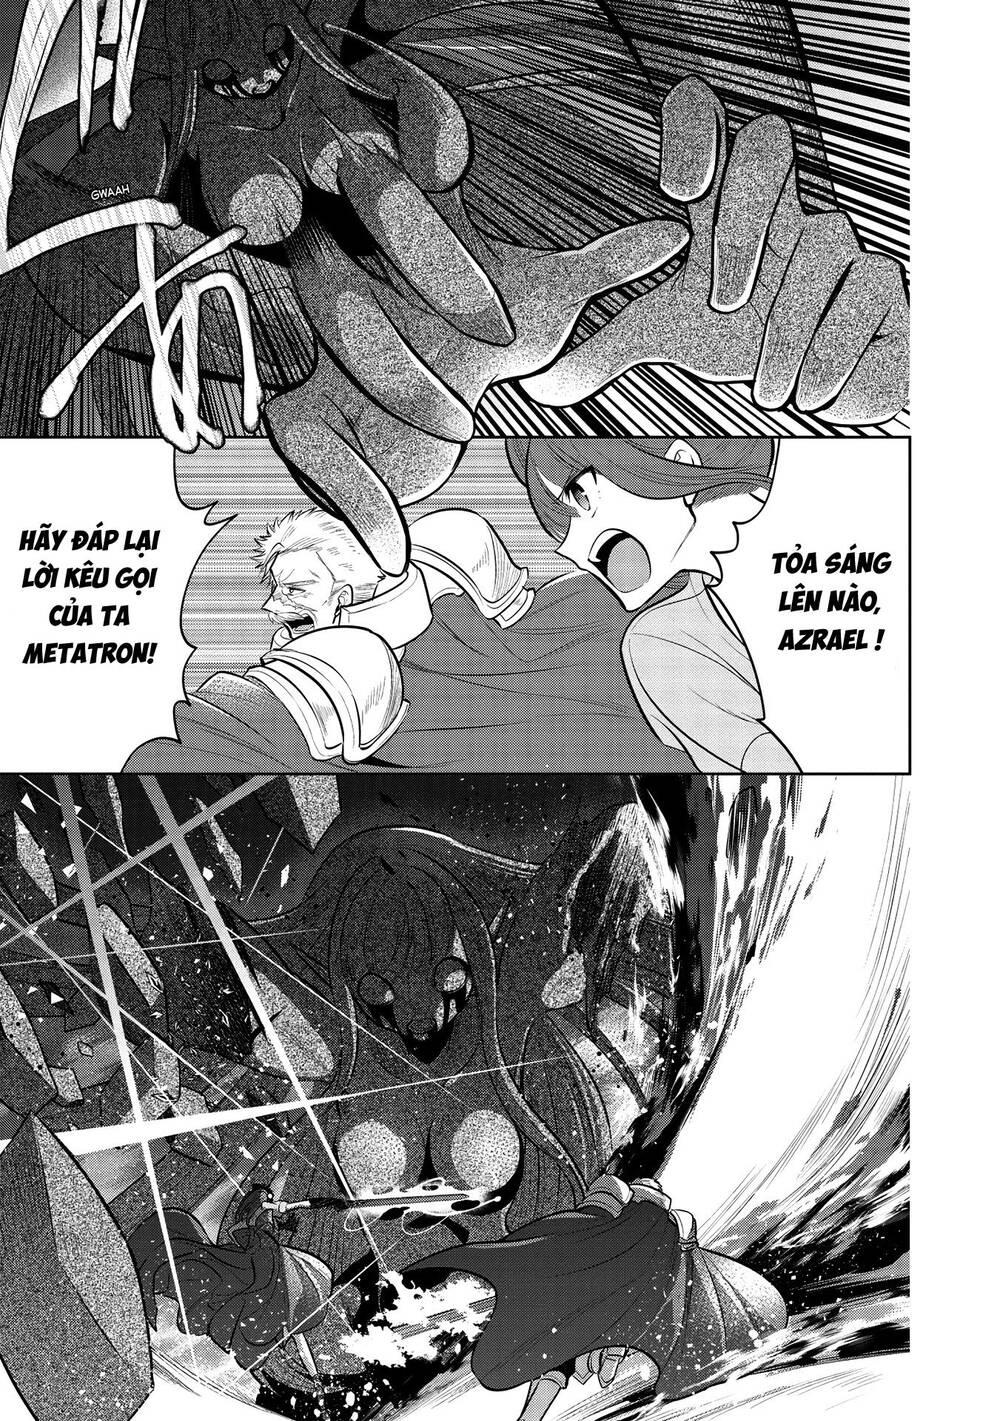 GWAAH
TỎA SÁNG
LÊN NÀO,
AZRAEL !
HÃY ĐÁP LẠI
LỜI KÊU GỌI
CỦA TA
METATRON!